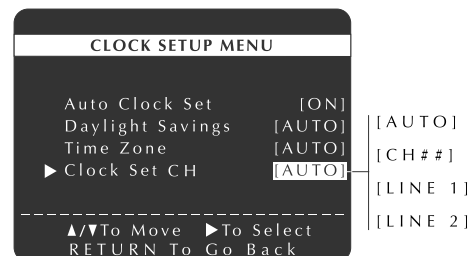 CLOCK SETUP MENU
Auto Clock Set [ON]
Daylight Savings [AUTO]
Time Zone [AUTO]
▶ Clock Set CH [AUTO]
▲/▼To Move ▶To Select
RETURN To Go Back
[AUTO]
[CH##]
[LINE 1]
[LINE 2]